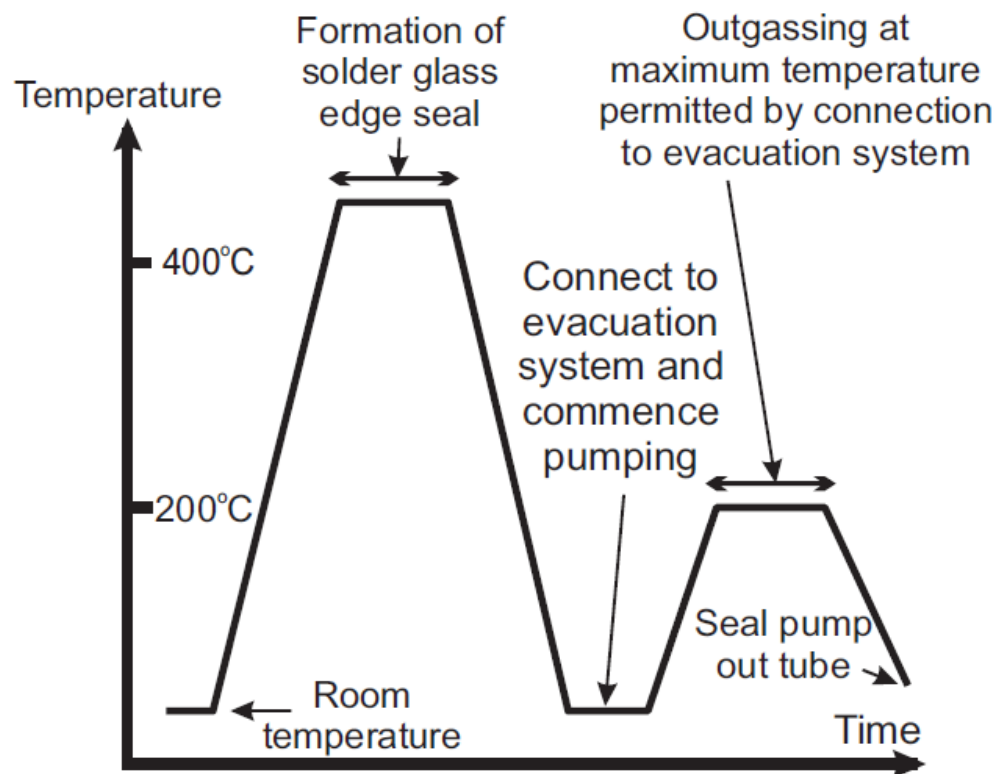 Formation of
solder glass
edge seal
Outgassing at
maximum temperature
permitted by connection
to evacuation system
Temperature
400°C
Connect to
evacuation
system and
commence
pumping
200°C
Seal pump
out tube
Room
temperature
Time